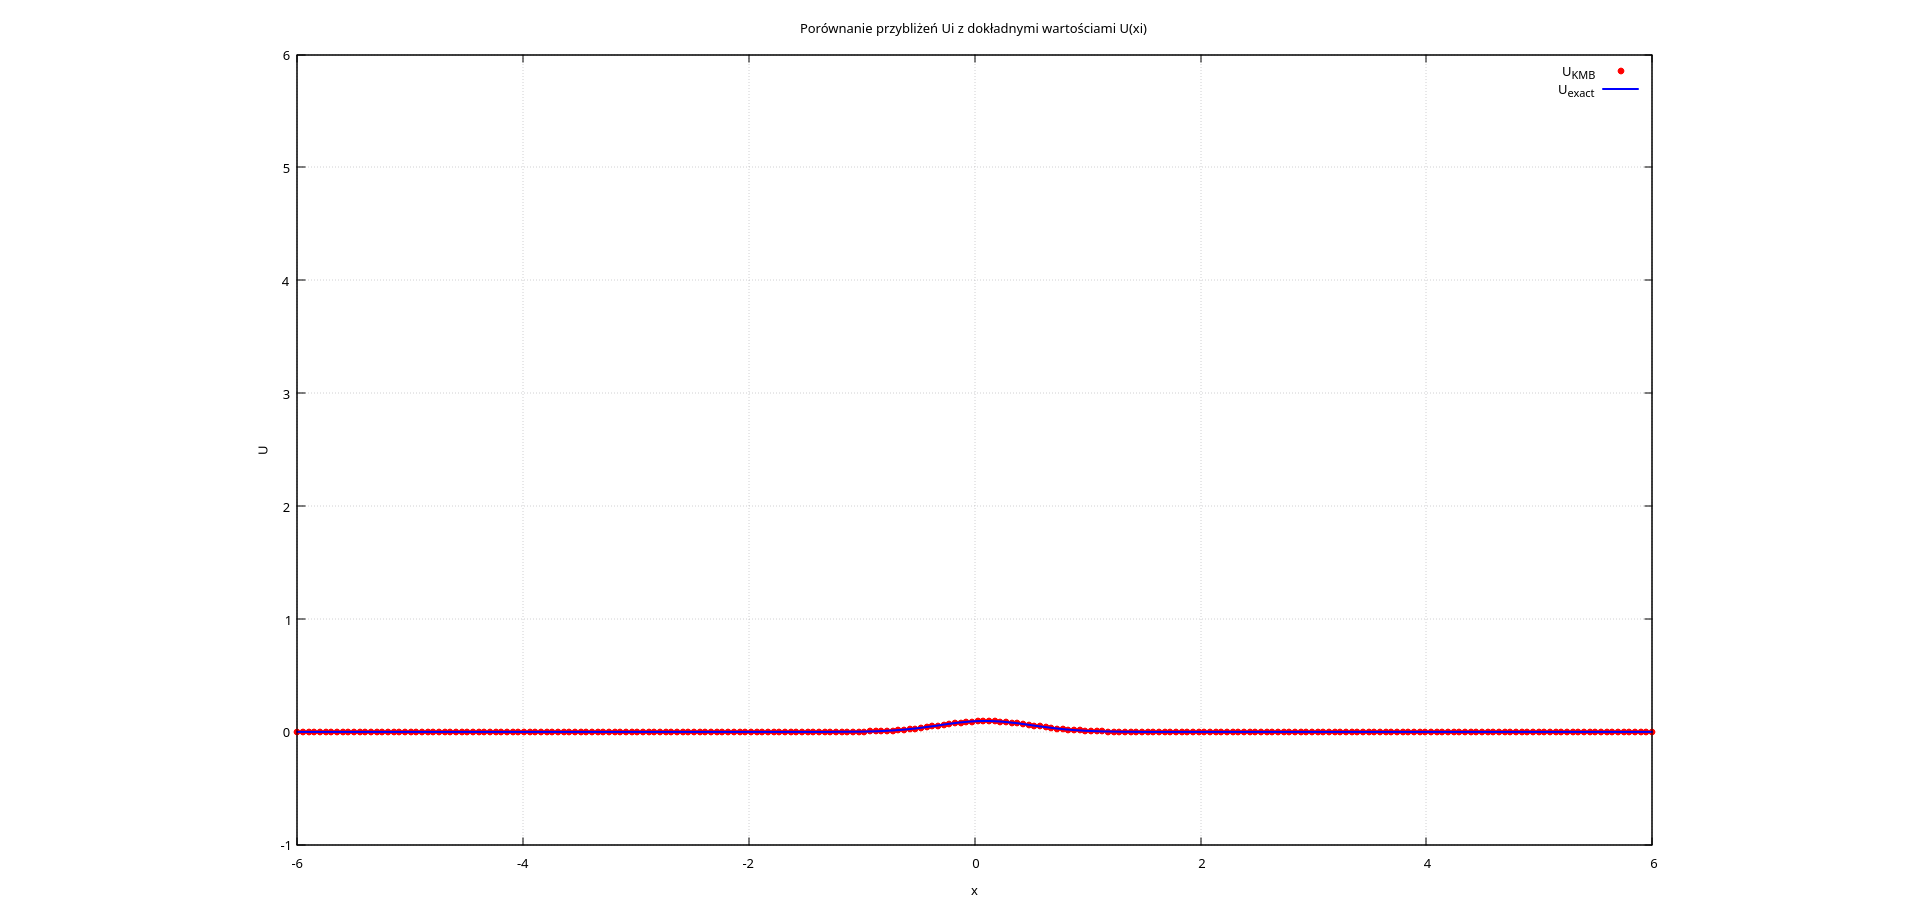 Porównanie przybliżeń Ui z dokładnymi wartościami U(xi)
6
U_KMB
U_exact
5
4
3
U
2
1
0
-1
-6 -4 -2 0 2 4 6
x